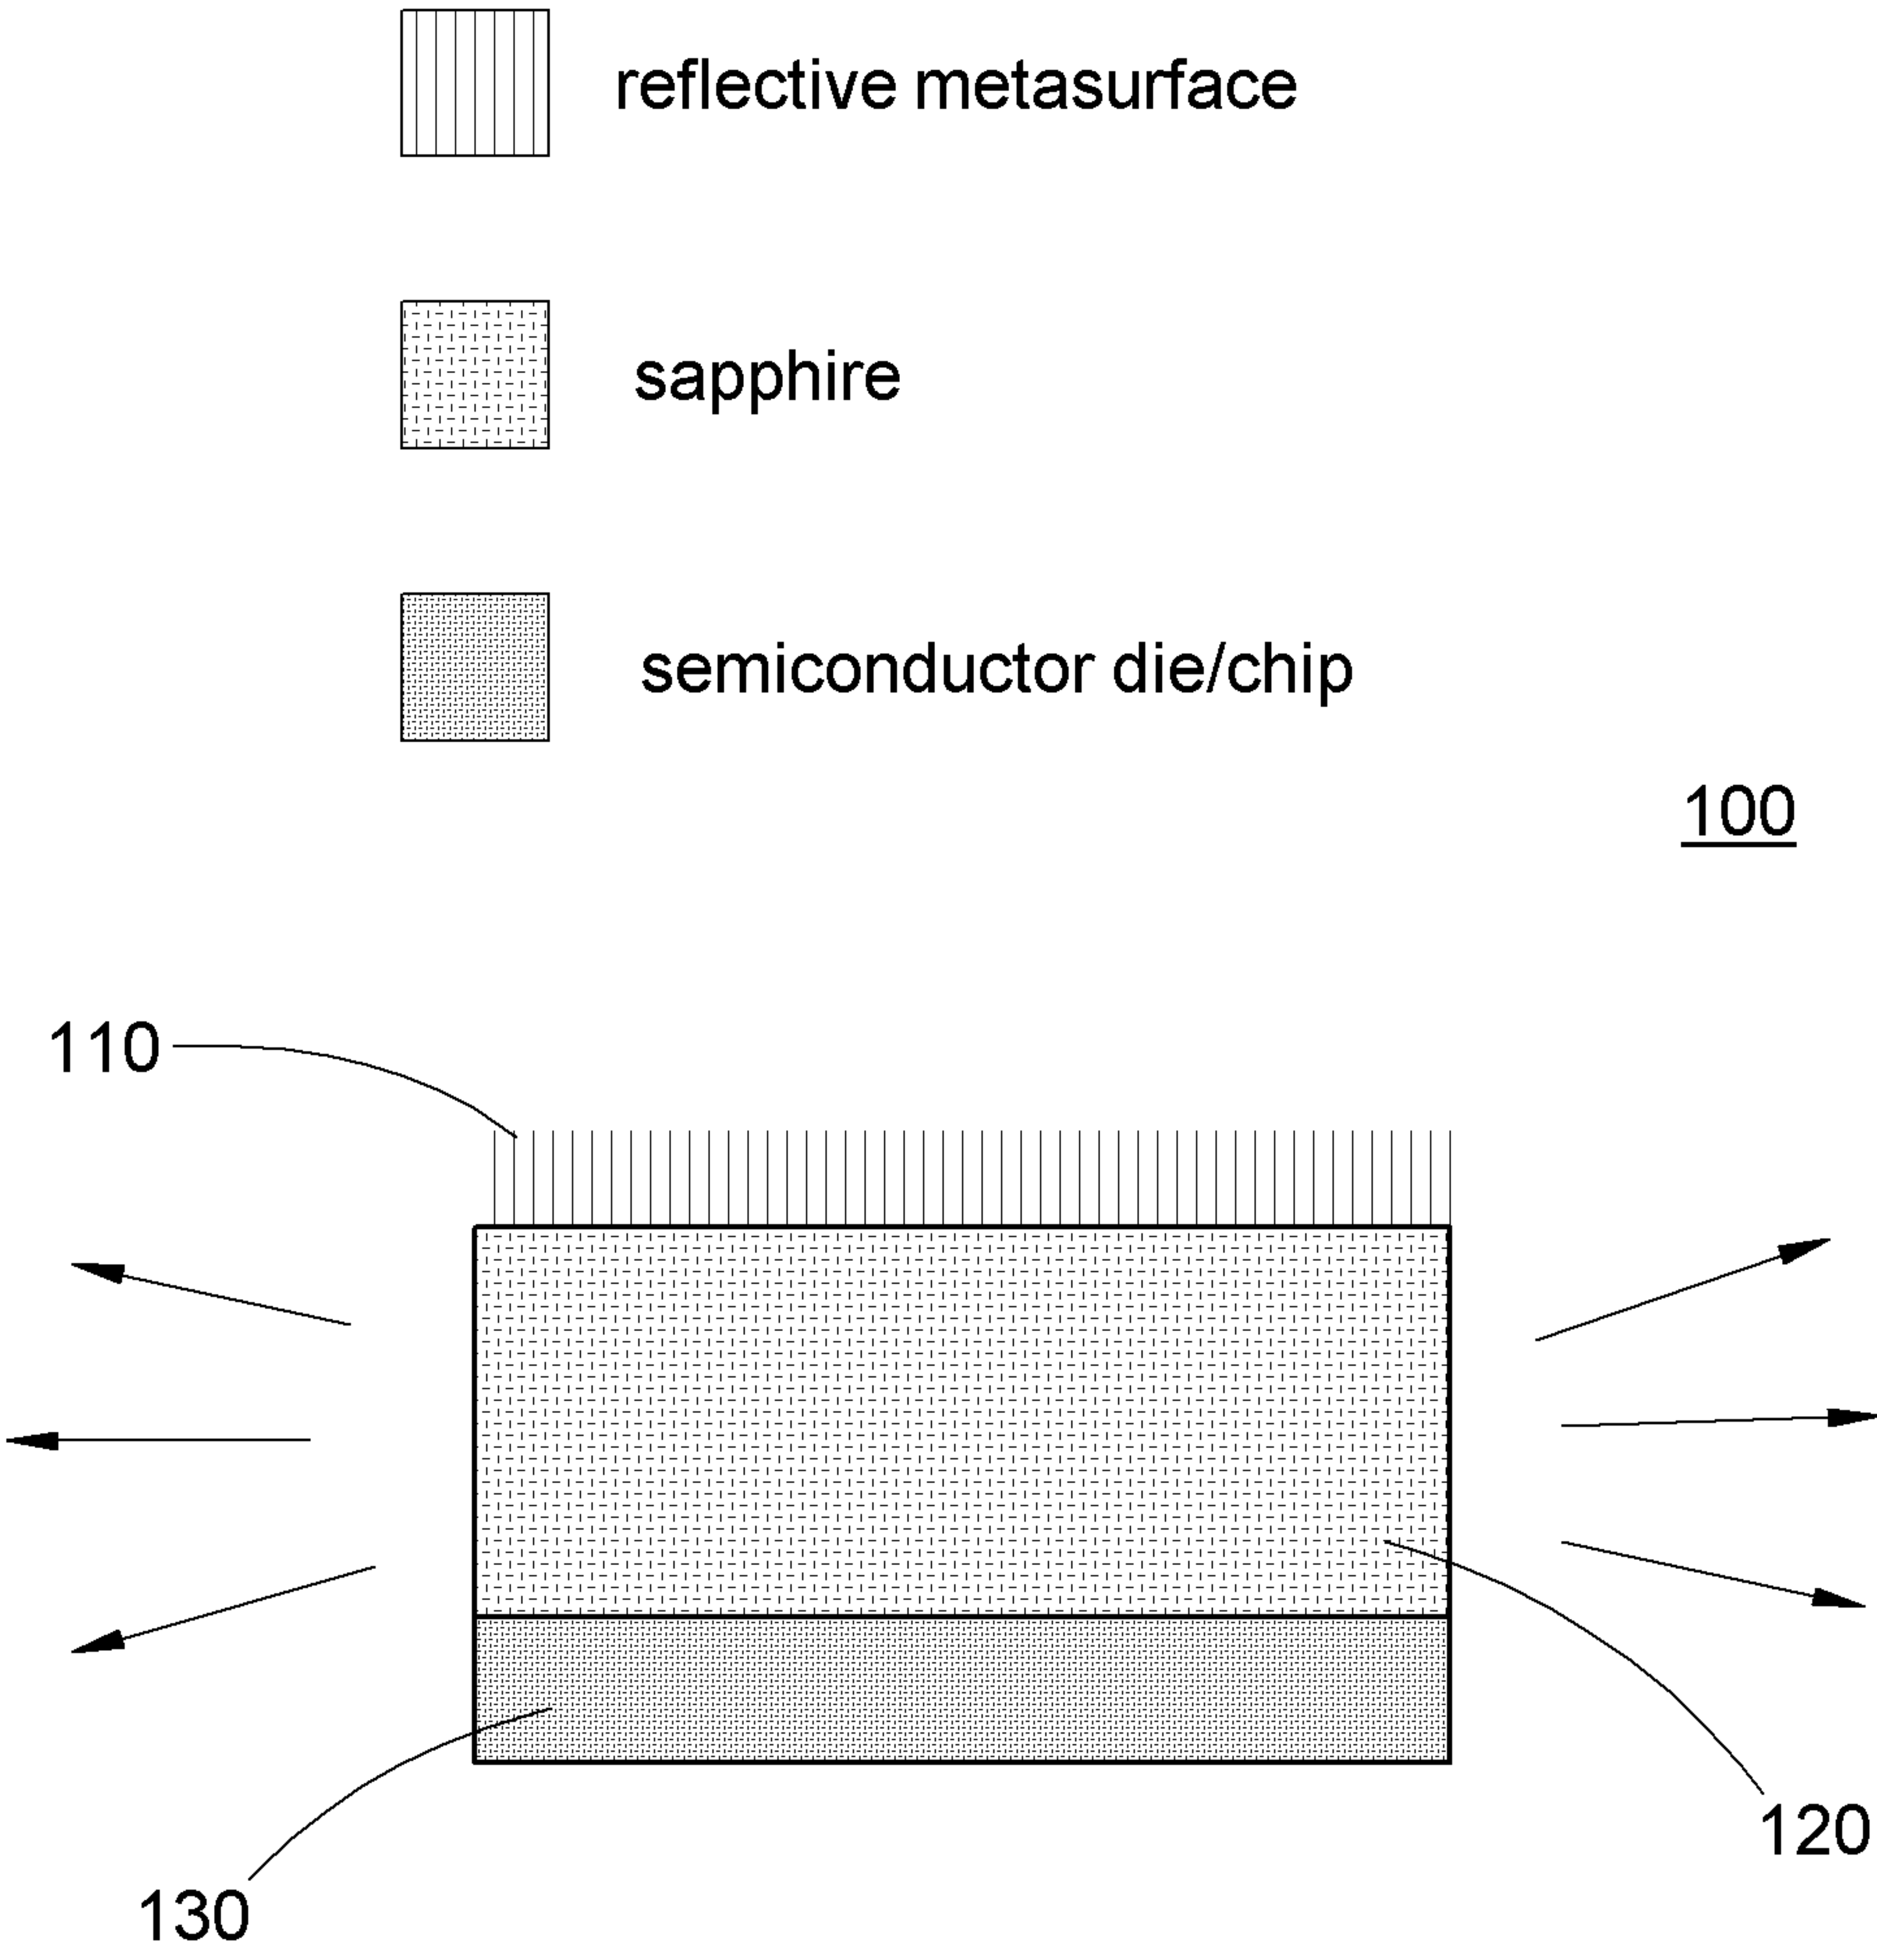 reflective metasurface
sapphire
semiconductor die/chip
100
110
120
130